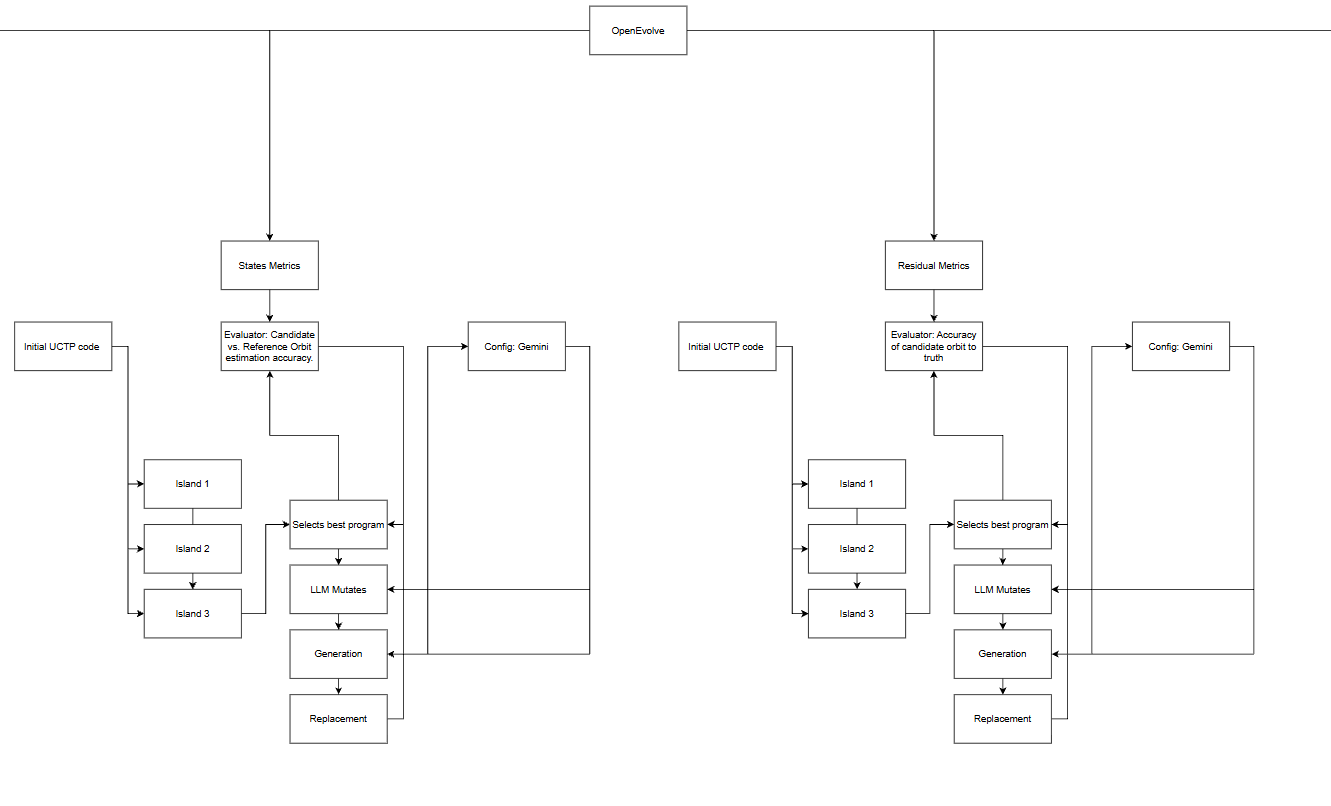 OpenEvolve
States Metrics
Initial UCTP code
Evaluator: Candidate
vs. Reference Orbit
estimation accuracy.
Config: Gemini
Island 1
Island 2
Island 3
Selects best program
LLM Mutates
Generation
Replacement
Residual Metrics
Initial UCTP code
Evaluator: Accuracy
of candidate orbit to
truth
Config: Gemini
Island 1
Island 2
Island 3
Selects best program
LLM Mutates
Generation
Replacement